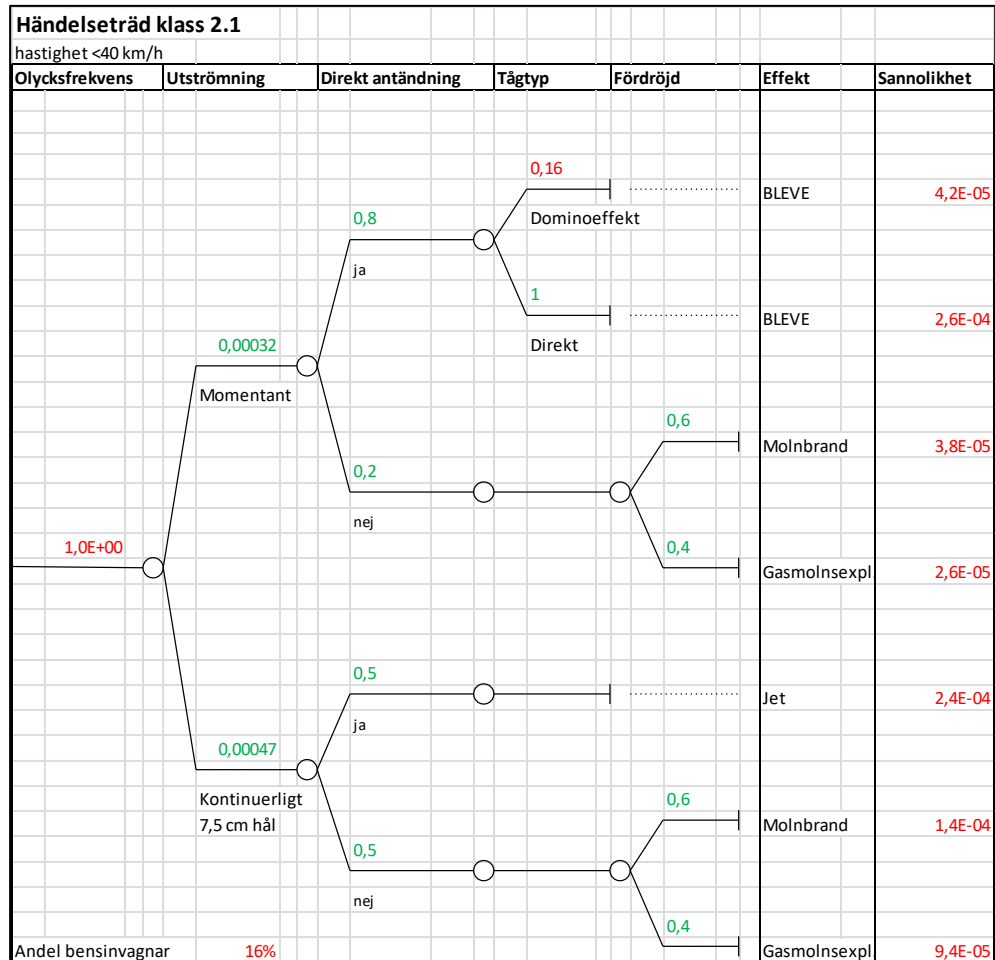 Händelseträd klass 2.1
hastighet <40 km/h
Olycksfrekvens Utströmning Direkt antändning Tågtyp Fördröjd Effekt Sannolikhet
0,16
BLEVE 4,2E-05
0,8 Dominoeffekt
ja
1
BLEVE 2,6E-04
0,00032 Direkt
Momentant
0,6
Molnbrand 3,8E-05
0,2
nej
1,0E+00 0,4
Gasmolnsexpl. 2,6E-05
0,5
Jet 2,4E-04
ja
0,00047
Kontinuerligt 0,6
7,5 cm hål Molnbrand 1,4E-04
0,5
nej
0,4
Andel bensinvagnar 16% Gasmolnsexpl 9,4E-05